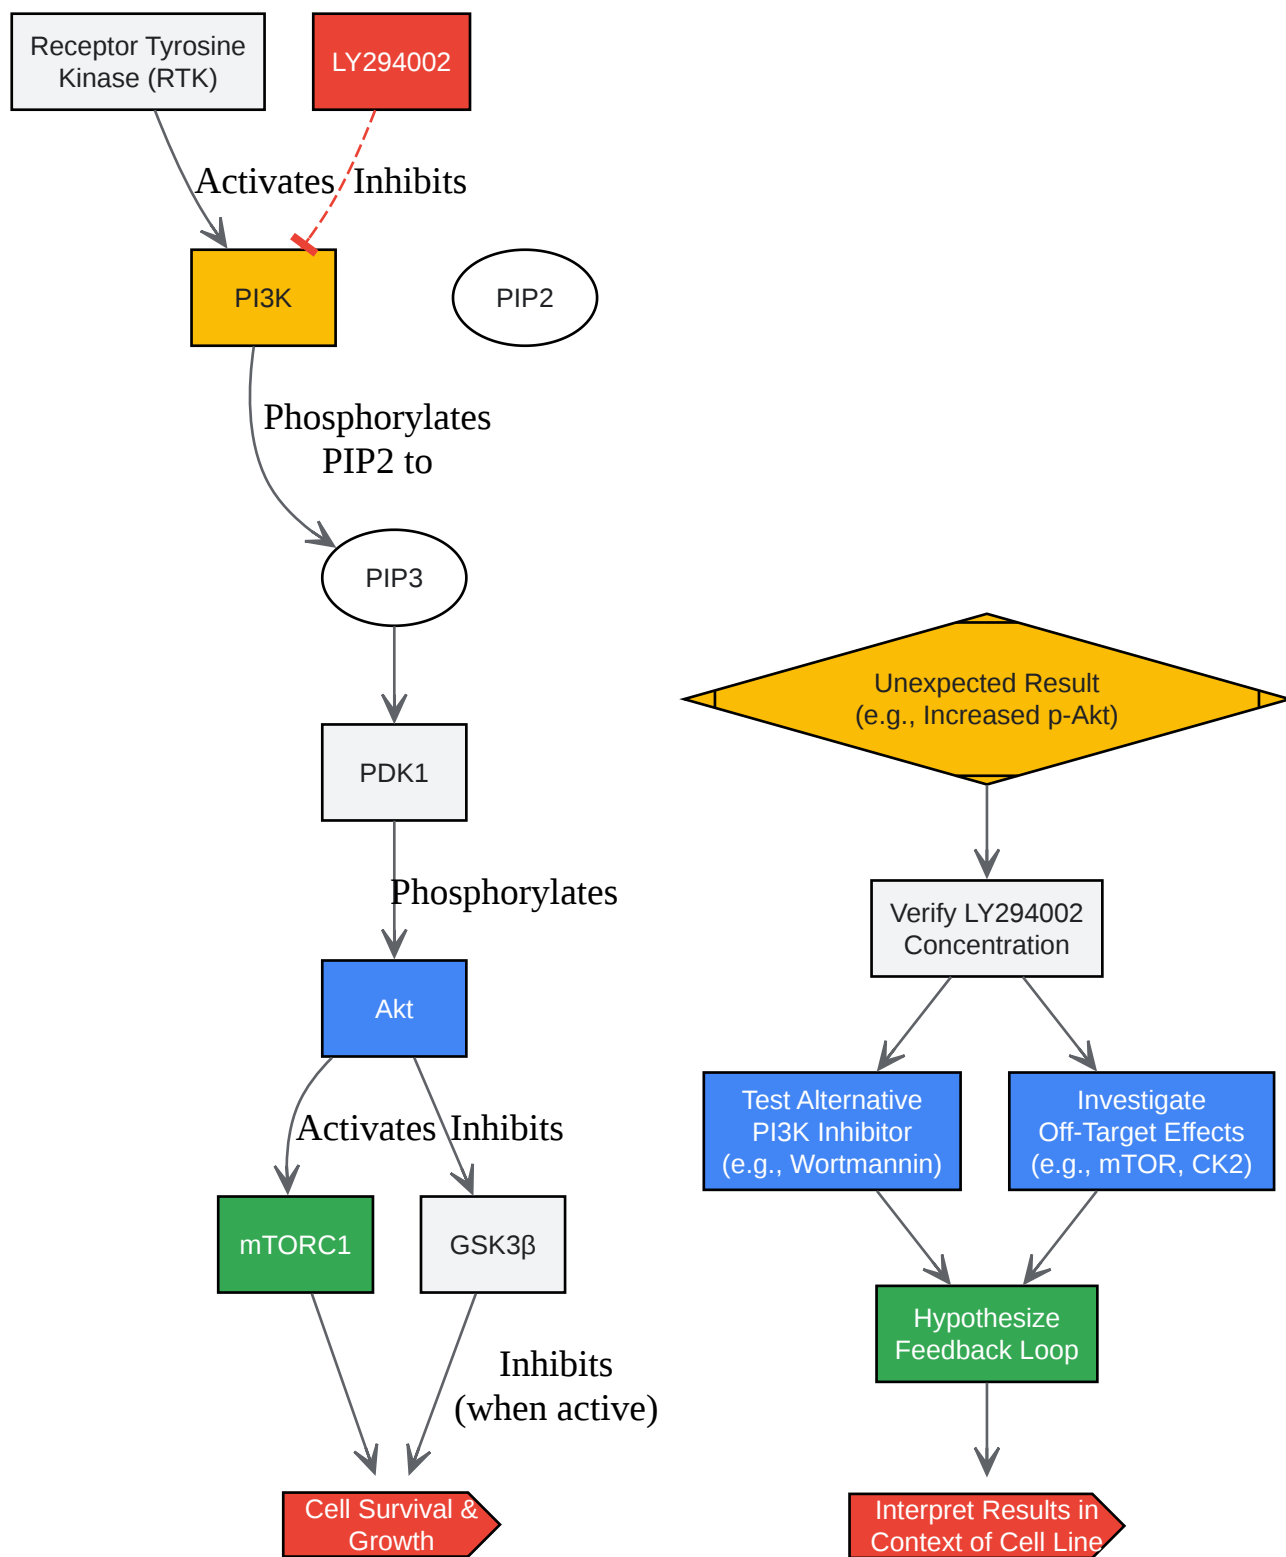 Receptor Tyrosine
Kinase (RTK)
LY294002
Activates
Inhibits
PI3K
PIP2
Phosphorylates
PIP2 to
PIP3
PDK1
Phosphorylates
Akt
Activates
Inhibits
mTORC1
GSK3β
Inhibits
(when active)
Cell Survival &
Growth
Unexpected Result
(e.g., Increased p-Akt)
Verify LY294002
Concentration
Test Alternative
PI3K Inhibitor
(e.g., Wortmannin)
Investigate
Off-Target Effects
(e.g., mTOR, CK2)
Hypothesize
Feedback Loop
Interpret Results in
Context of Cell Line